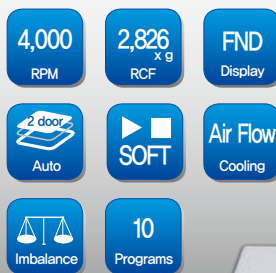 4,000
RPM
2,826
x g
RCF
FND
Display
2 door
Auto
SOFT
Air Flow
Cooling
Imbalance
10
Programs